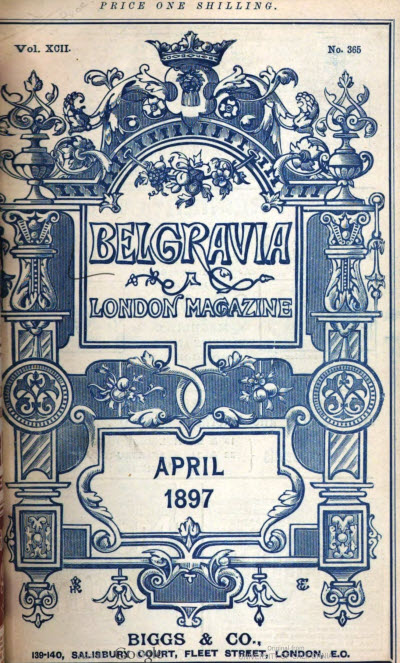 PRICE ONE SHILLING.
Vol. XCII.
No. 365
BELGRAVIA
A
LONDON MAGAZINE
APRIL
1897
BIGGS & CO.,
139-140, SALISBURY COURT, FLEET STREET, LONDON, E.C.